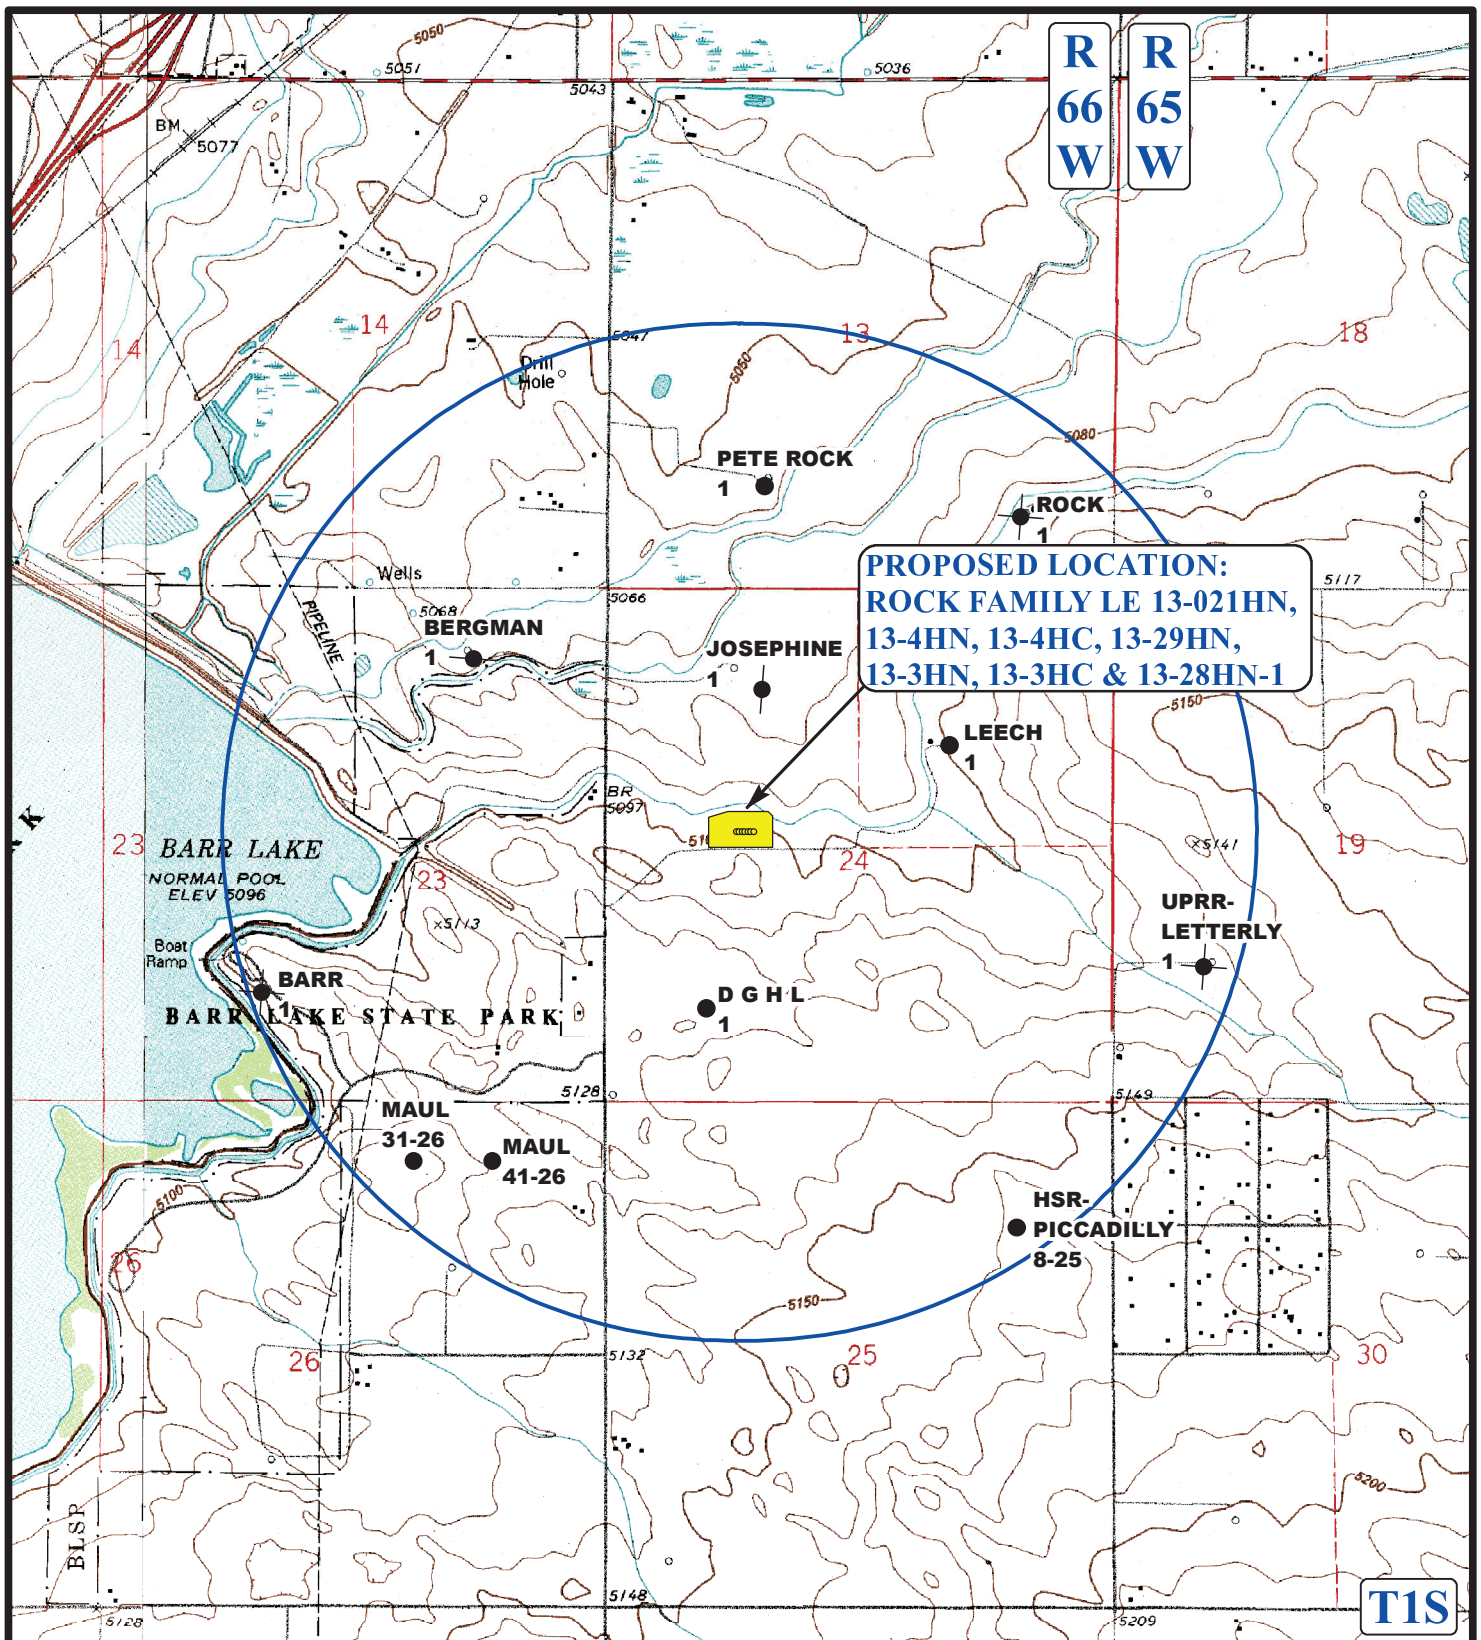 5050
5051
5036
R
66
W
R
65
W
5043
BM
5077
14
14
5047
13
18
Drill
Hole
5050
5080
PETE ROCK
1
ROCK
1
PROPOSED LOCATION:
ROCK FAMILY LE 13-021HN,
13-4HN, 13-4HC, 13-29HN,
13-3HN, 13-3HC & 13-28HN-1
5117
Wells
5066
5068
PIPELINE
BERGMAN
1
JOSEPHINE
1
5150
LEECH
1
K
BR
5097
23
BARR LAKE
NORMAL POOL
ELEV 5096
23
24
x5141
19
x5113
UPRR-
LETTERLY
1
Boat
Ramp
BARR
1
D G H L
1
BARR LAKE STATE PARK
5128
5149
MAUL
31-26
MAUL
41-26
5100
HSR-
PICCADILLY
8-25
26
5150
26
5132
25
30
5200
BLSP
5148
5128
5209
T1S